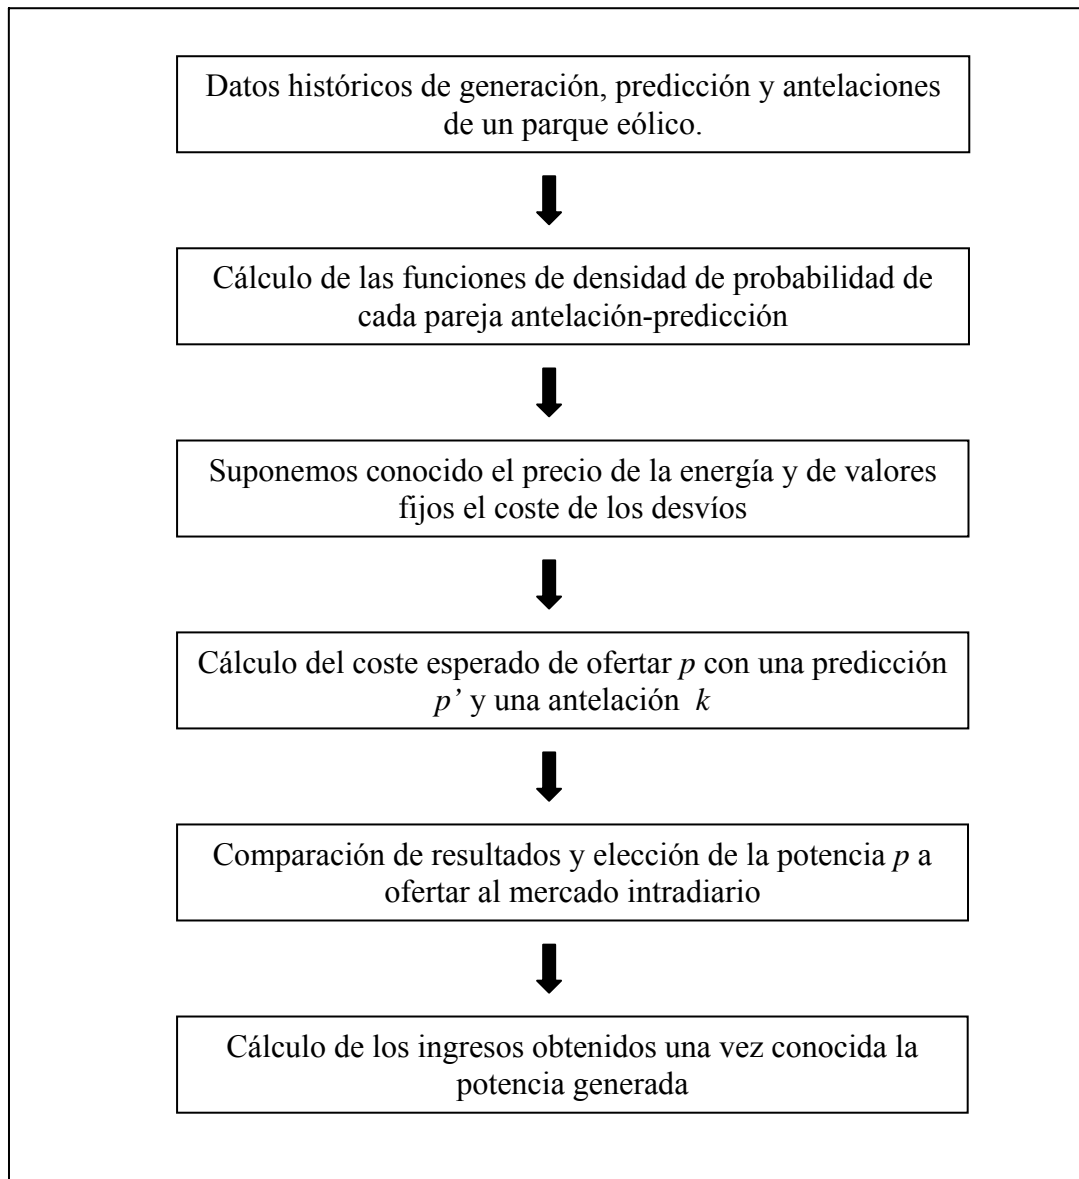 Datos históricos de generación, predicción y antelaciones
de un parque eólico.
Cálculo de las funciones de densidad de probabilidad de
cada pareja antelación-predicción
Suponemos conocido el precio de la energía y de valores
fijos el coste de los desvíos
Cálculo del coste esperado de ofertar p con una predicción
p’ y una antelación k
Comparación de resultados y elección de la potencia p a
ofertar al mercado intradiario
Cálculo de los ingresos obtenidos una vez conocida la
potencia generada